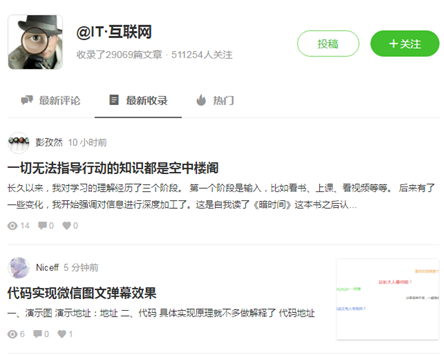 @IT·互联网
收录了29069篇文章 · 511254人关注
投稿
+ 关注
最新评论
最新收录
热门
彭孜然 10 小时前
一切无法指导行动的知识都是空中楼阁
长久以来，我对学习的理解经历了三个阶段。 第一个阶段是输入，比如看书、上课、看视频等等。 后来有了
一些变化，我开始强调对信息进行深度加工了。这是自我读了《暗时间》这本书之后认...
14 0 0
Niceff 5 分钟前
代码实现微信图文弹幕效果
一、演示图 演示地址：地址 二、代码 具体实现原理就不多做解释了 代码地址
6 0 1